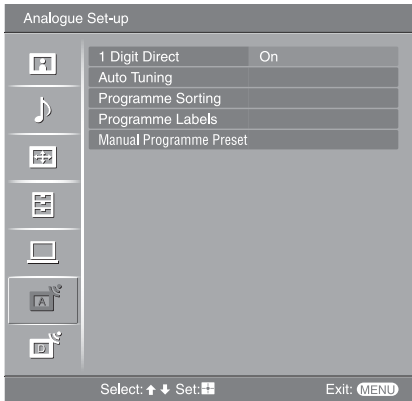 Analogue Set-up
1 Digit Direct On
Auto Tuning
Programme Sorting
Programme Labels
Manual Programme Preset
A
D
Select: ↑ ↓ Set: Exit: MENU